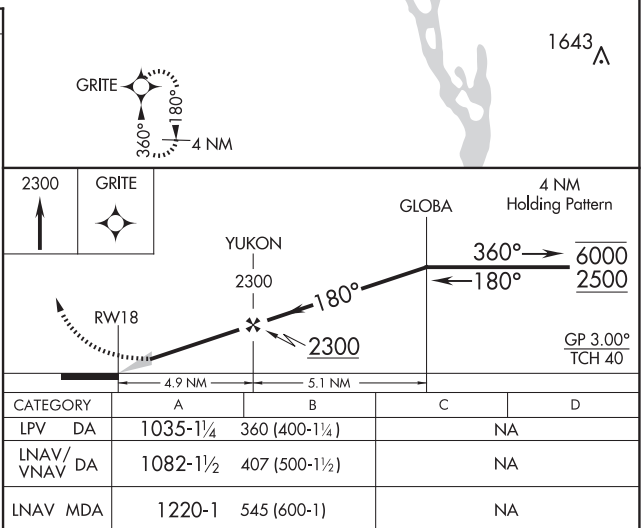 1643
GRITE
360°
180°
4 NM
2300
GRITE
4 NM
Holding Pattern
GLOBA
YUKON
2300
360°
6000
180°
2500
180°
RW18
2300
GP 3.00°
TCH 40
4.9 NM
5.1 NM
CATEGORY A B C D
LPV DA 1035-1¼ 360 (400-1¼) NA
LNAV/VNAV DA 1082-1½ 407 (500-1½) NA
LNAV MDA 1220-1 545 (600-1) NA